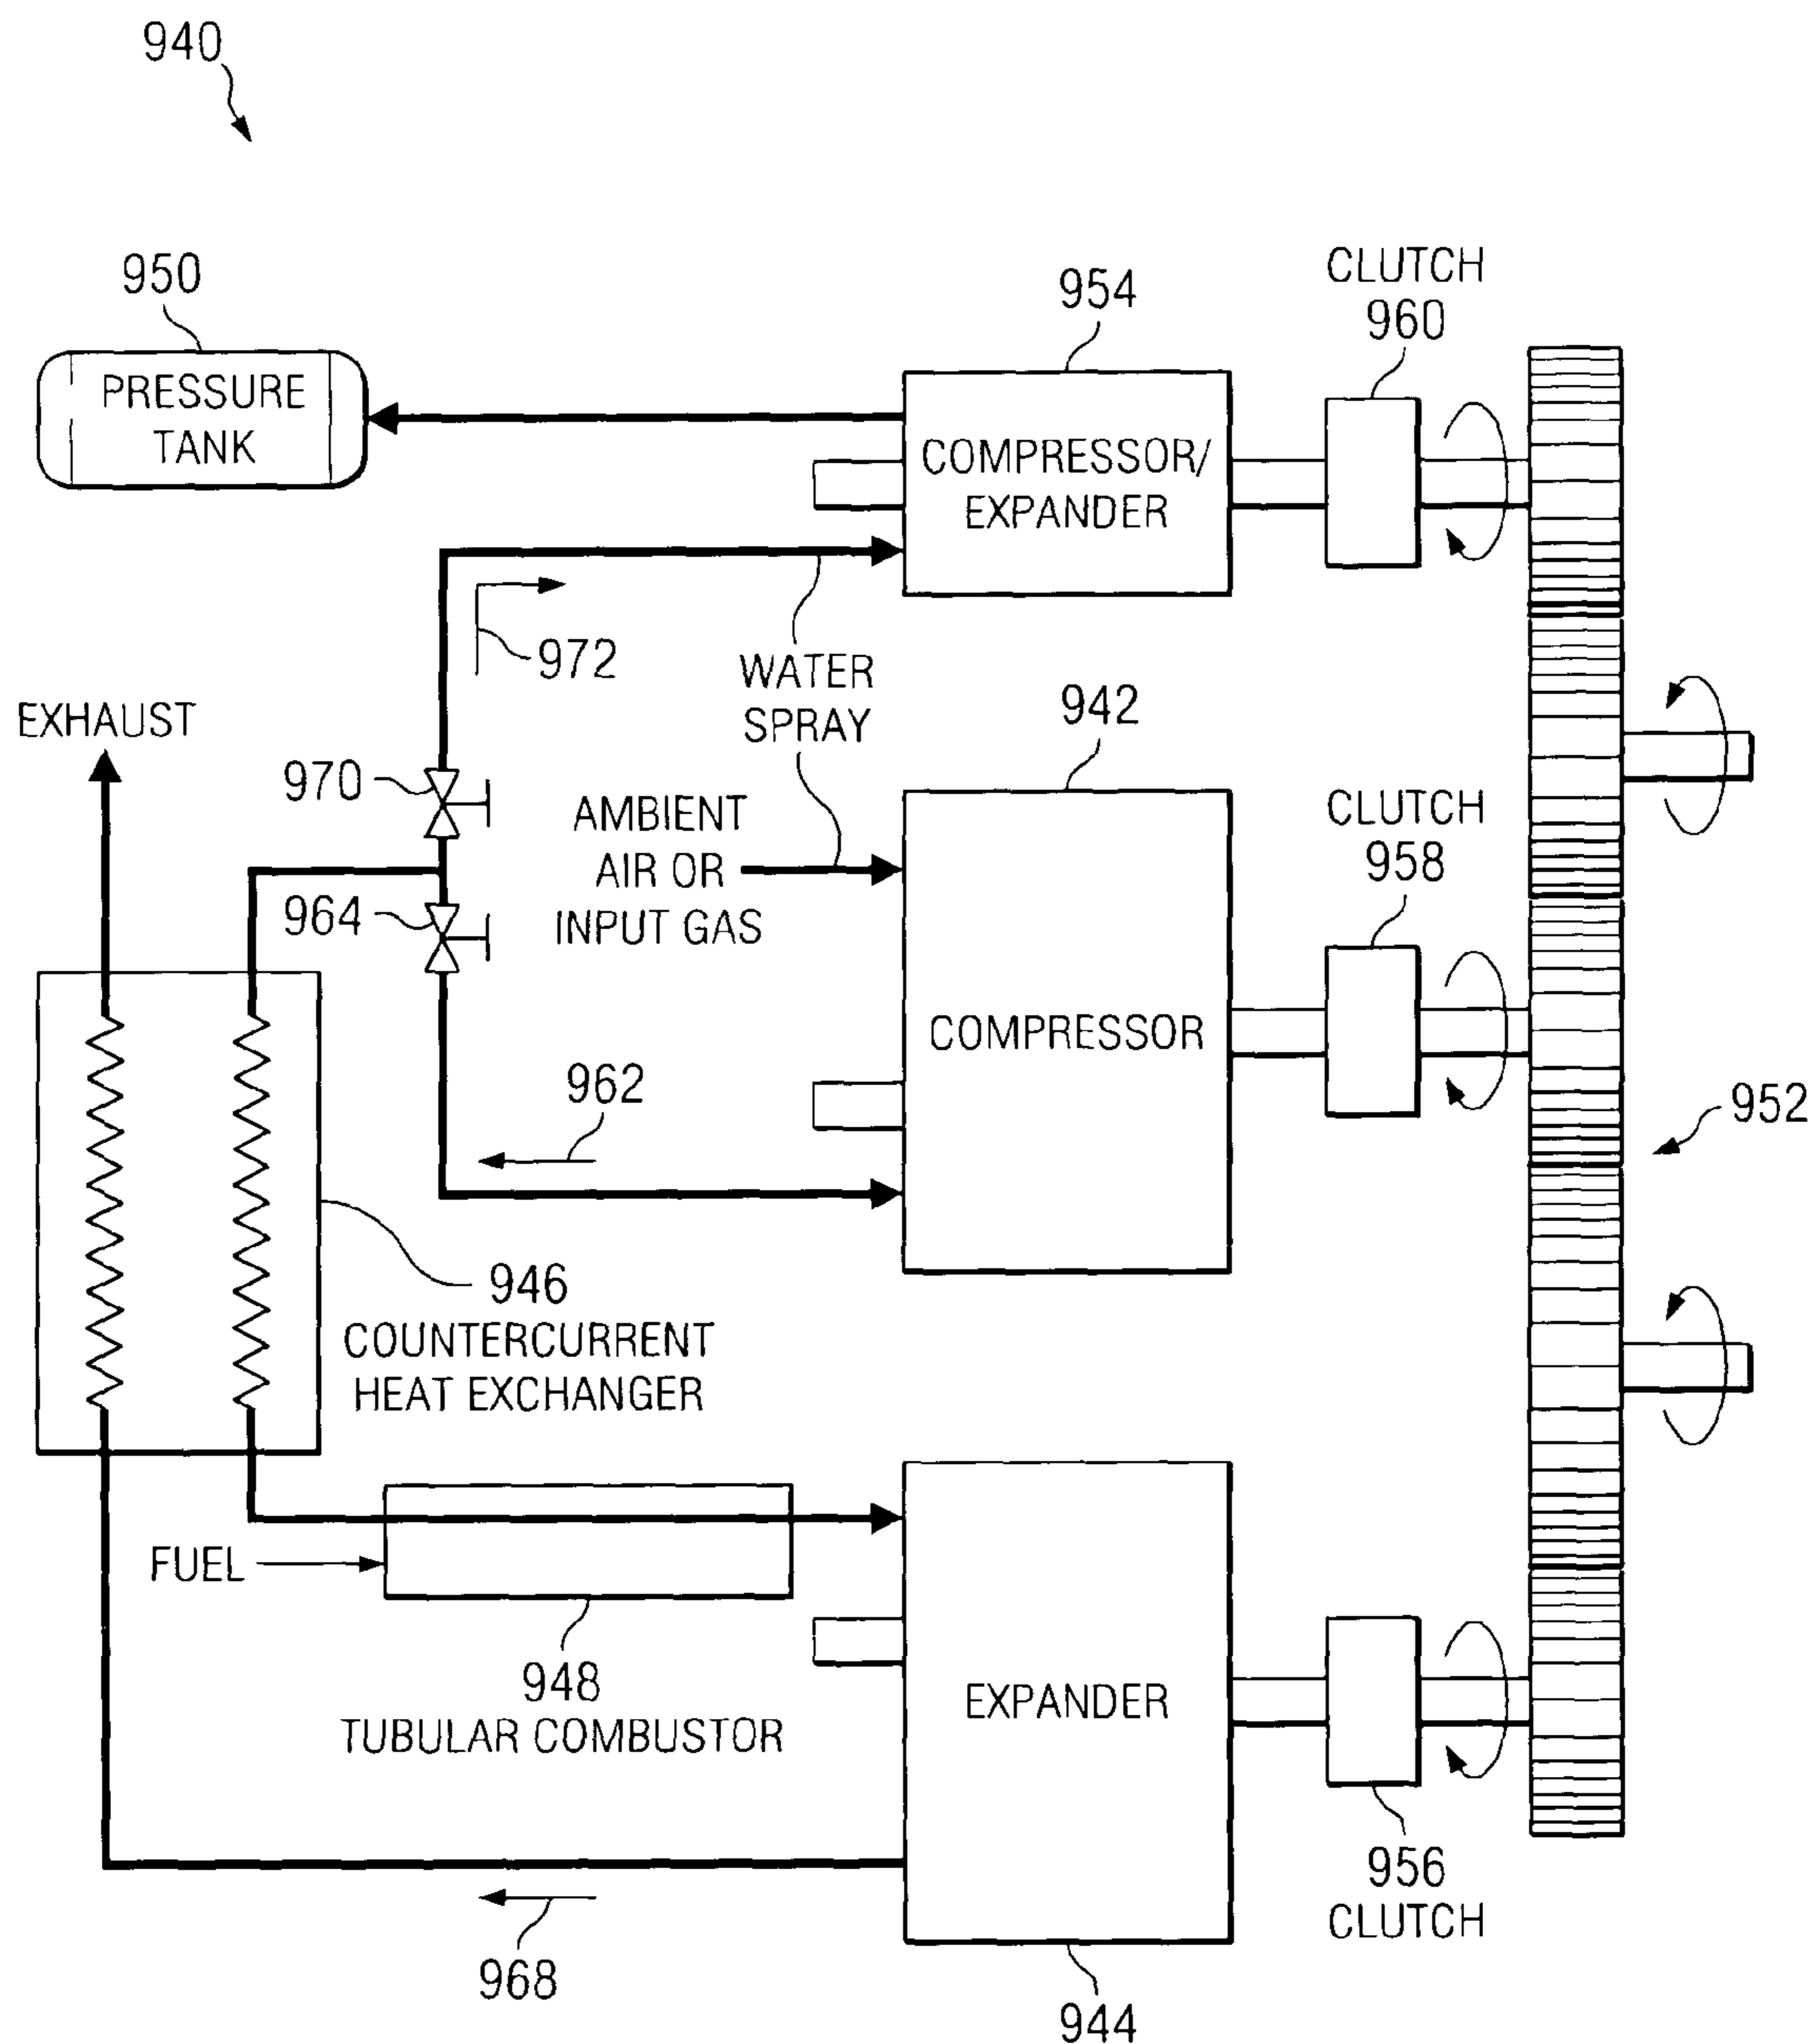 940
950
PRESSURE
TANK
954
COMPRESSOR/
EXPANDER
CLUTCH
960
972
WATER
SPRAY
EXHAUST
970
964
AMBIENT
AIR OR
INPUT GAS
942
COMPRESSOR
CLUTCH
958
962
952
946
COUNTERCURRENT
HEAT EXCHANGER
FUEL
948
TUBULAR COMBUSTOR
EXPANDER
956
CLUTCH
968
944